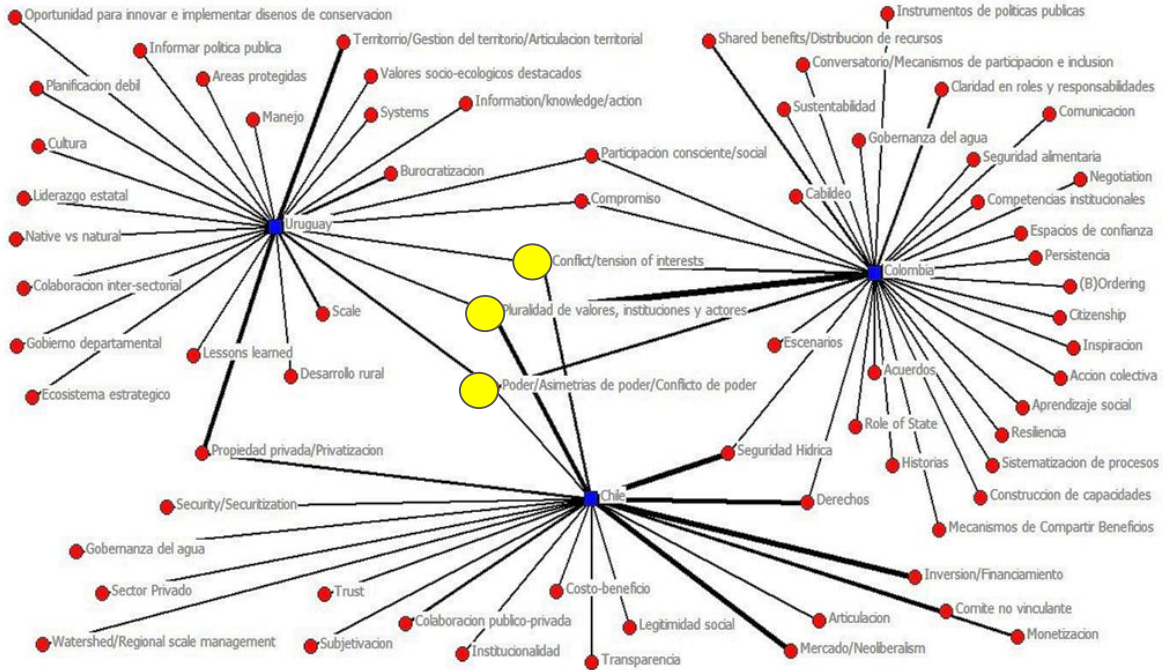 Oportunidad para innovar e implementar disenos de conservacion
Informar politica publica
Territorrio/Gestion del territorio/Articulacion territorial
Areas protegidas
Valores socio-ecologicos destacados
Planificacion debil
Information/knowledge/action
Manejo
Systems
Cultura
Burocratizacion
Liderazgo estatal
Uruguay
Native vs natural
Colaboracion inter-sectorial
Scale
Gobierno departamental
Lessons learned
Desarrollo rural
Ecosistema estrategico
Participacion consciente/social
Compromiso
Conflict/tension of interests
Pluralidad de valores, instituciones y actores
Poder/Asimetrias de poder/Conflicto de poder
Instrumentos de politicas publicas
Shared benefits/Distribucion de recursos
Conversatorio/Mecanismos de participacion e inclusion
Claridad en roles y responsabilidades
Sustentabilidad
Comunicacion
Gobernanza del agua
Seguridad alimentaria
Negotiation
Cabildeo
Competencias institucionales
Espacios de confianza
Persistencia
Colombia
(B)Ordering
Citizenship
Escenarios
Inspiracion
Acuerdos
Accion colectiva
Aprendizaje social
Role of State
Resiliencia
Historias
Sistematizacion de procesos
Construccion de capacidades
Mecanismos de Compartir Beneficios
Propiedad privada/Privatizacion
Seguridad Hidrica
Chile
Derechos
Security/Securitization
Gobernanza del agua
Sector Privado
Trust
Costo-beneficio
Inversion/Financiamiento
Watershed/Regional scale management
Subjetivacion
Colaboracion publico-privada
Institucionalidad
Legitimidad social
Transparencia
Articulacion
Mercado/Neoliberalism
Comite no vinculante
Monetizacion